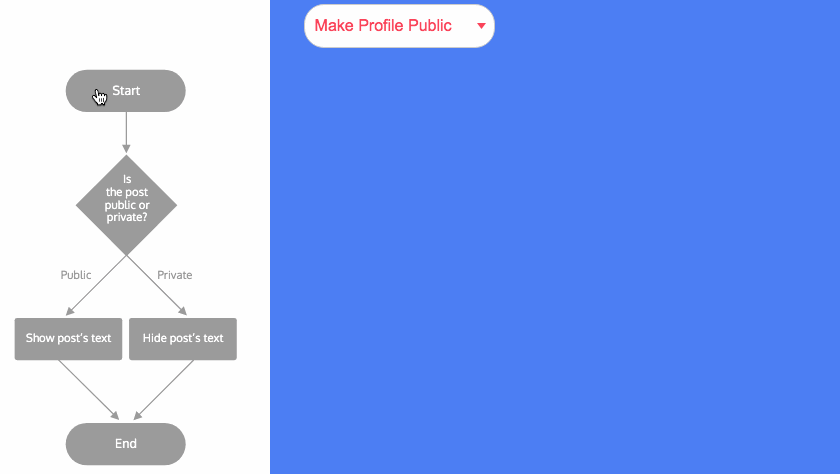 Make Profile Public
Start
Is
the post
public or
private?
Public
Private
Show post's text
Hide post's text
End